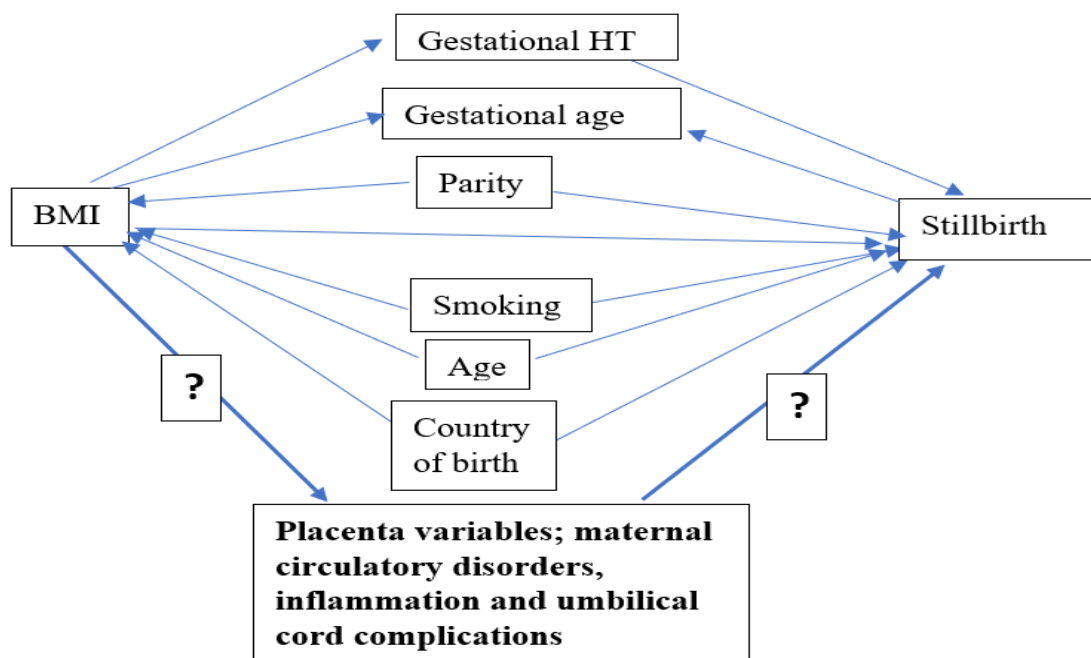 Gestational HT
Gestational age
Parity
BMI
Stillbirth
Smoking
Age
?
?
Country
of birth
Placenta variables; maternal
circulatory disorders,
inflammation and umbilical
cord complications